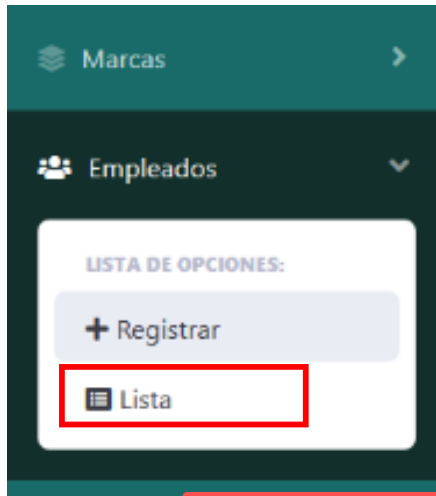 Marcas
Empleados
LISTA DE OPCIONES:
Registrar
Lista